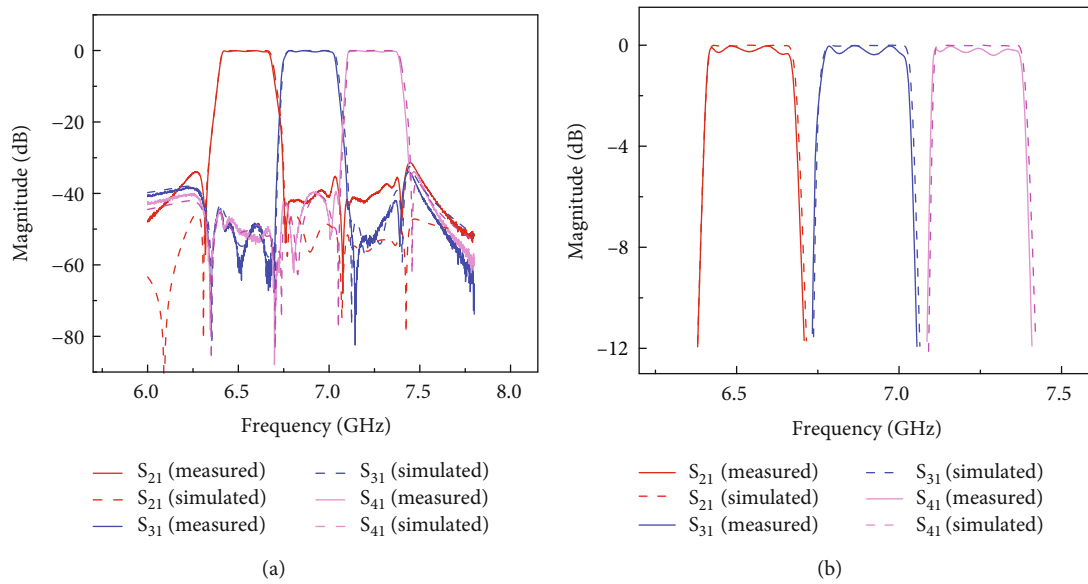 0
−20
−40
−60
−80
Magnitude (dB)
6.0 6.5 7.0 7.5 8.0
Frequency (GHz)
S21 (measured)
S21 (simulated)
S31 (measured)
S31 (simulated)
S41 (measured)
S41 (simulated)
(a)
0
−4
−8
−12
Magnitude (dB)
6.5 7.0 7.5
Frequency (GHz)
S21 (measured)
S21 (simulated)
S31 (measured)
S31 (simulated)
S41 (measured)
S41 (simulated)
(b)